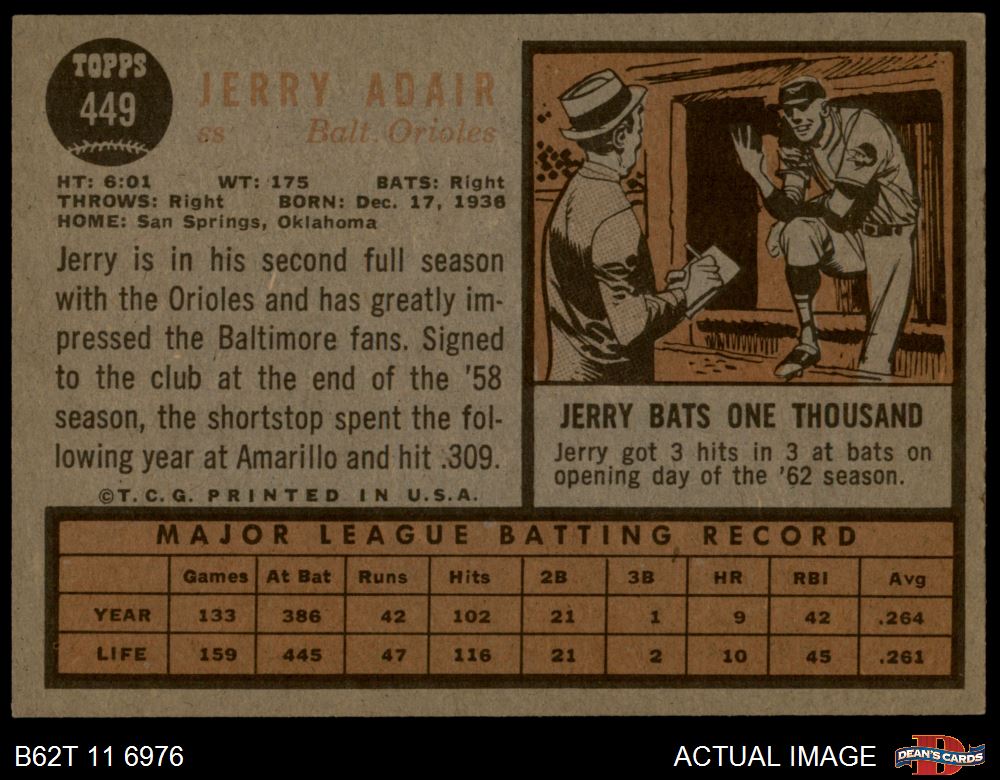 TOPPS
449
JERRY ADAIR
SS Balt. Orioles
HT: 6:01 WT: 175 BATS: Right
THROWS: Right BORN: Dec. 17, 1936
HOME: San Springs, Oklahoma
Jerry is in his second full season
with the Orioles and has greatly im-
pressed the Baltimore fans. Signed
to the club at the end of the '58
season, the shortstop spent the fol-
lowing year at Amarillo and hit .309.
©T.C.G. PRINTED IN U.S.A.
JERRY BATS ONE THOUSAND
Jerry got 3 hits in 3 at bats on
opening day of the '62 season.
MAJOR LEAGUE BATTING RECORD
Games At Bat Runs Hits 2B 3B HR RBI Avg
YEAR 133 386 42 102 21 1 9 42 .264
LIFE 159 445 47 116 21 2 10 45 .261
B62T 11 6976
ACTUAL IMAGE
D
DEAN'S CARDS